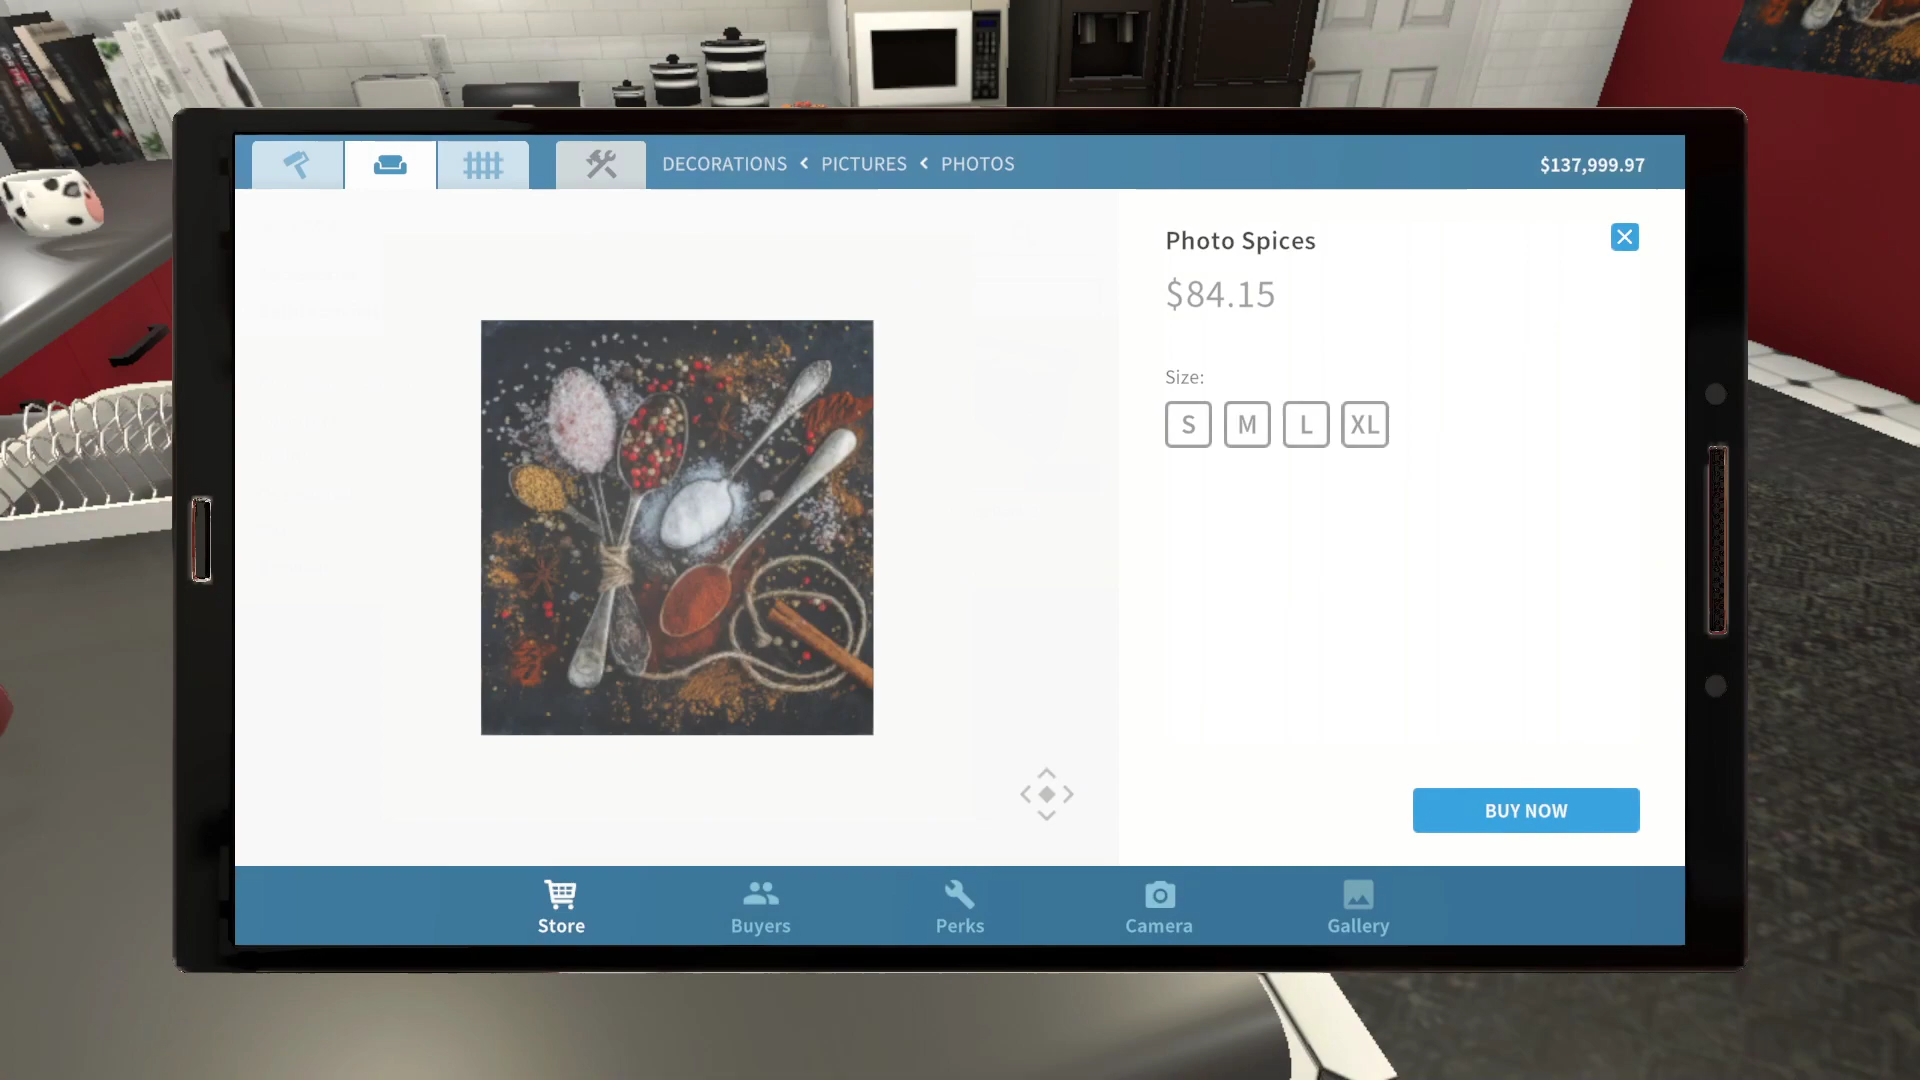 DECORATIONS < PICTURES < PHOTOS
$137,999.97
Photo Spices
$84.15
Size:
S M L XL
BUY NOW
Store
Buyers
Perks
Camera
Gallery